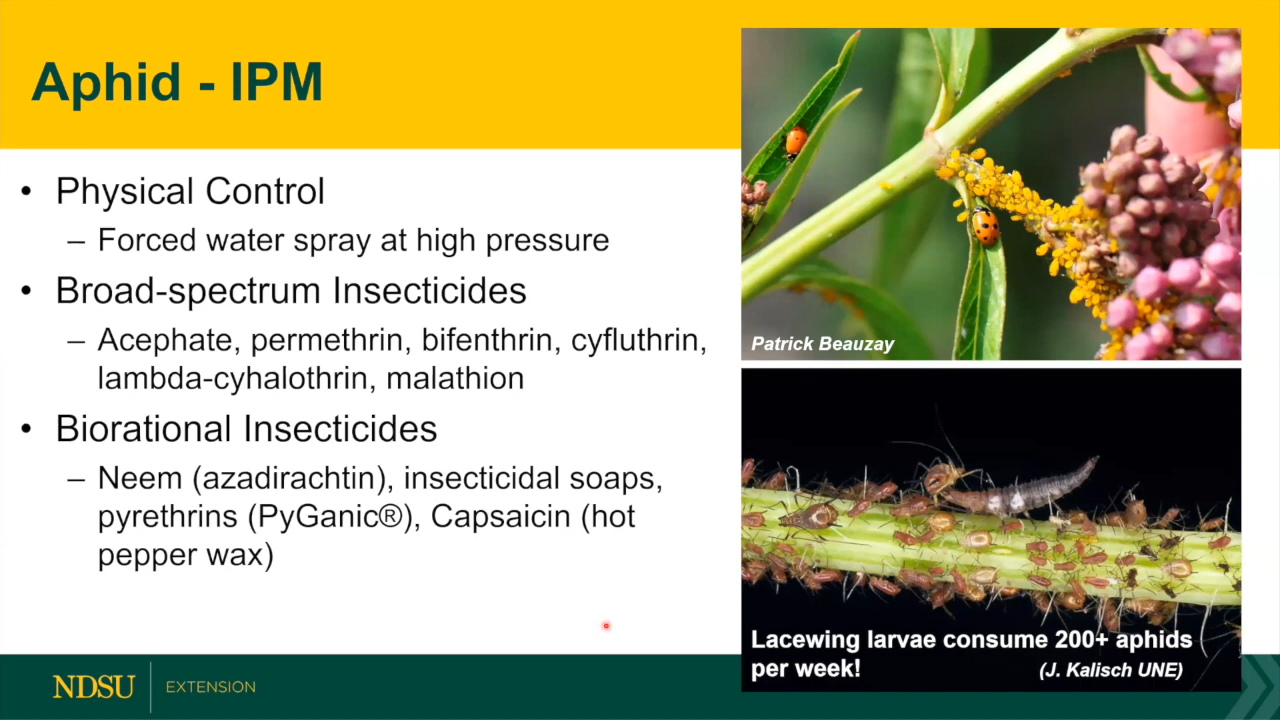 Aphid - IPM
• Physical Control
– Forced water spray at high pressure
• Broad-spectrum Insecticides
– Acephate, permethrin, bifenthrin, cyfluthrin,
lambda-cyhalothrin, malathion
• Biorational Insecticides
– Neem (azadirachtin), insecticidal soaps,
pyrethrins (PyGanic®), Capsaicin (hot
pepper wax)
Patrick Beauzay
Lacewing larvae consume 200+ aphids
per week! (J. Kalisch UNE)
NDSU EXTENSION